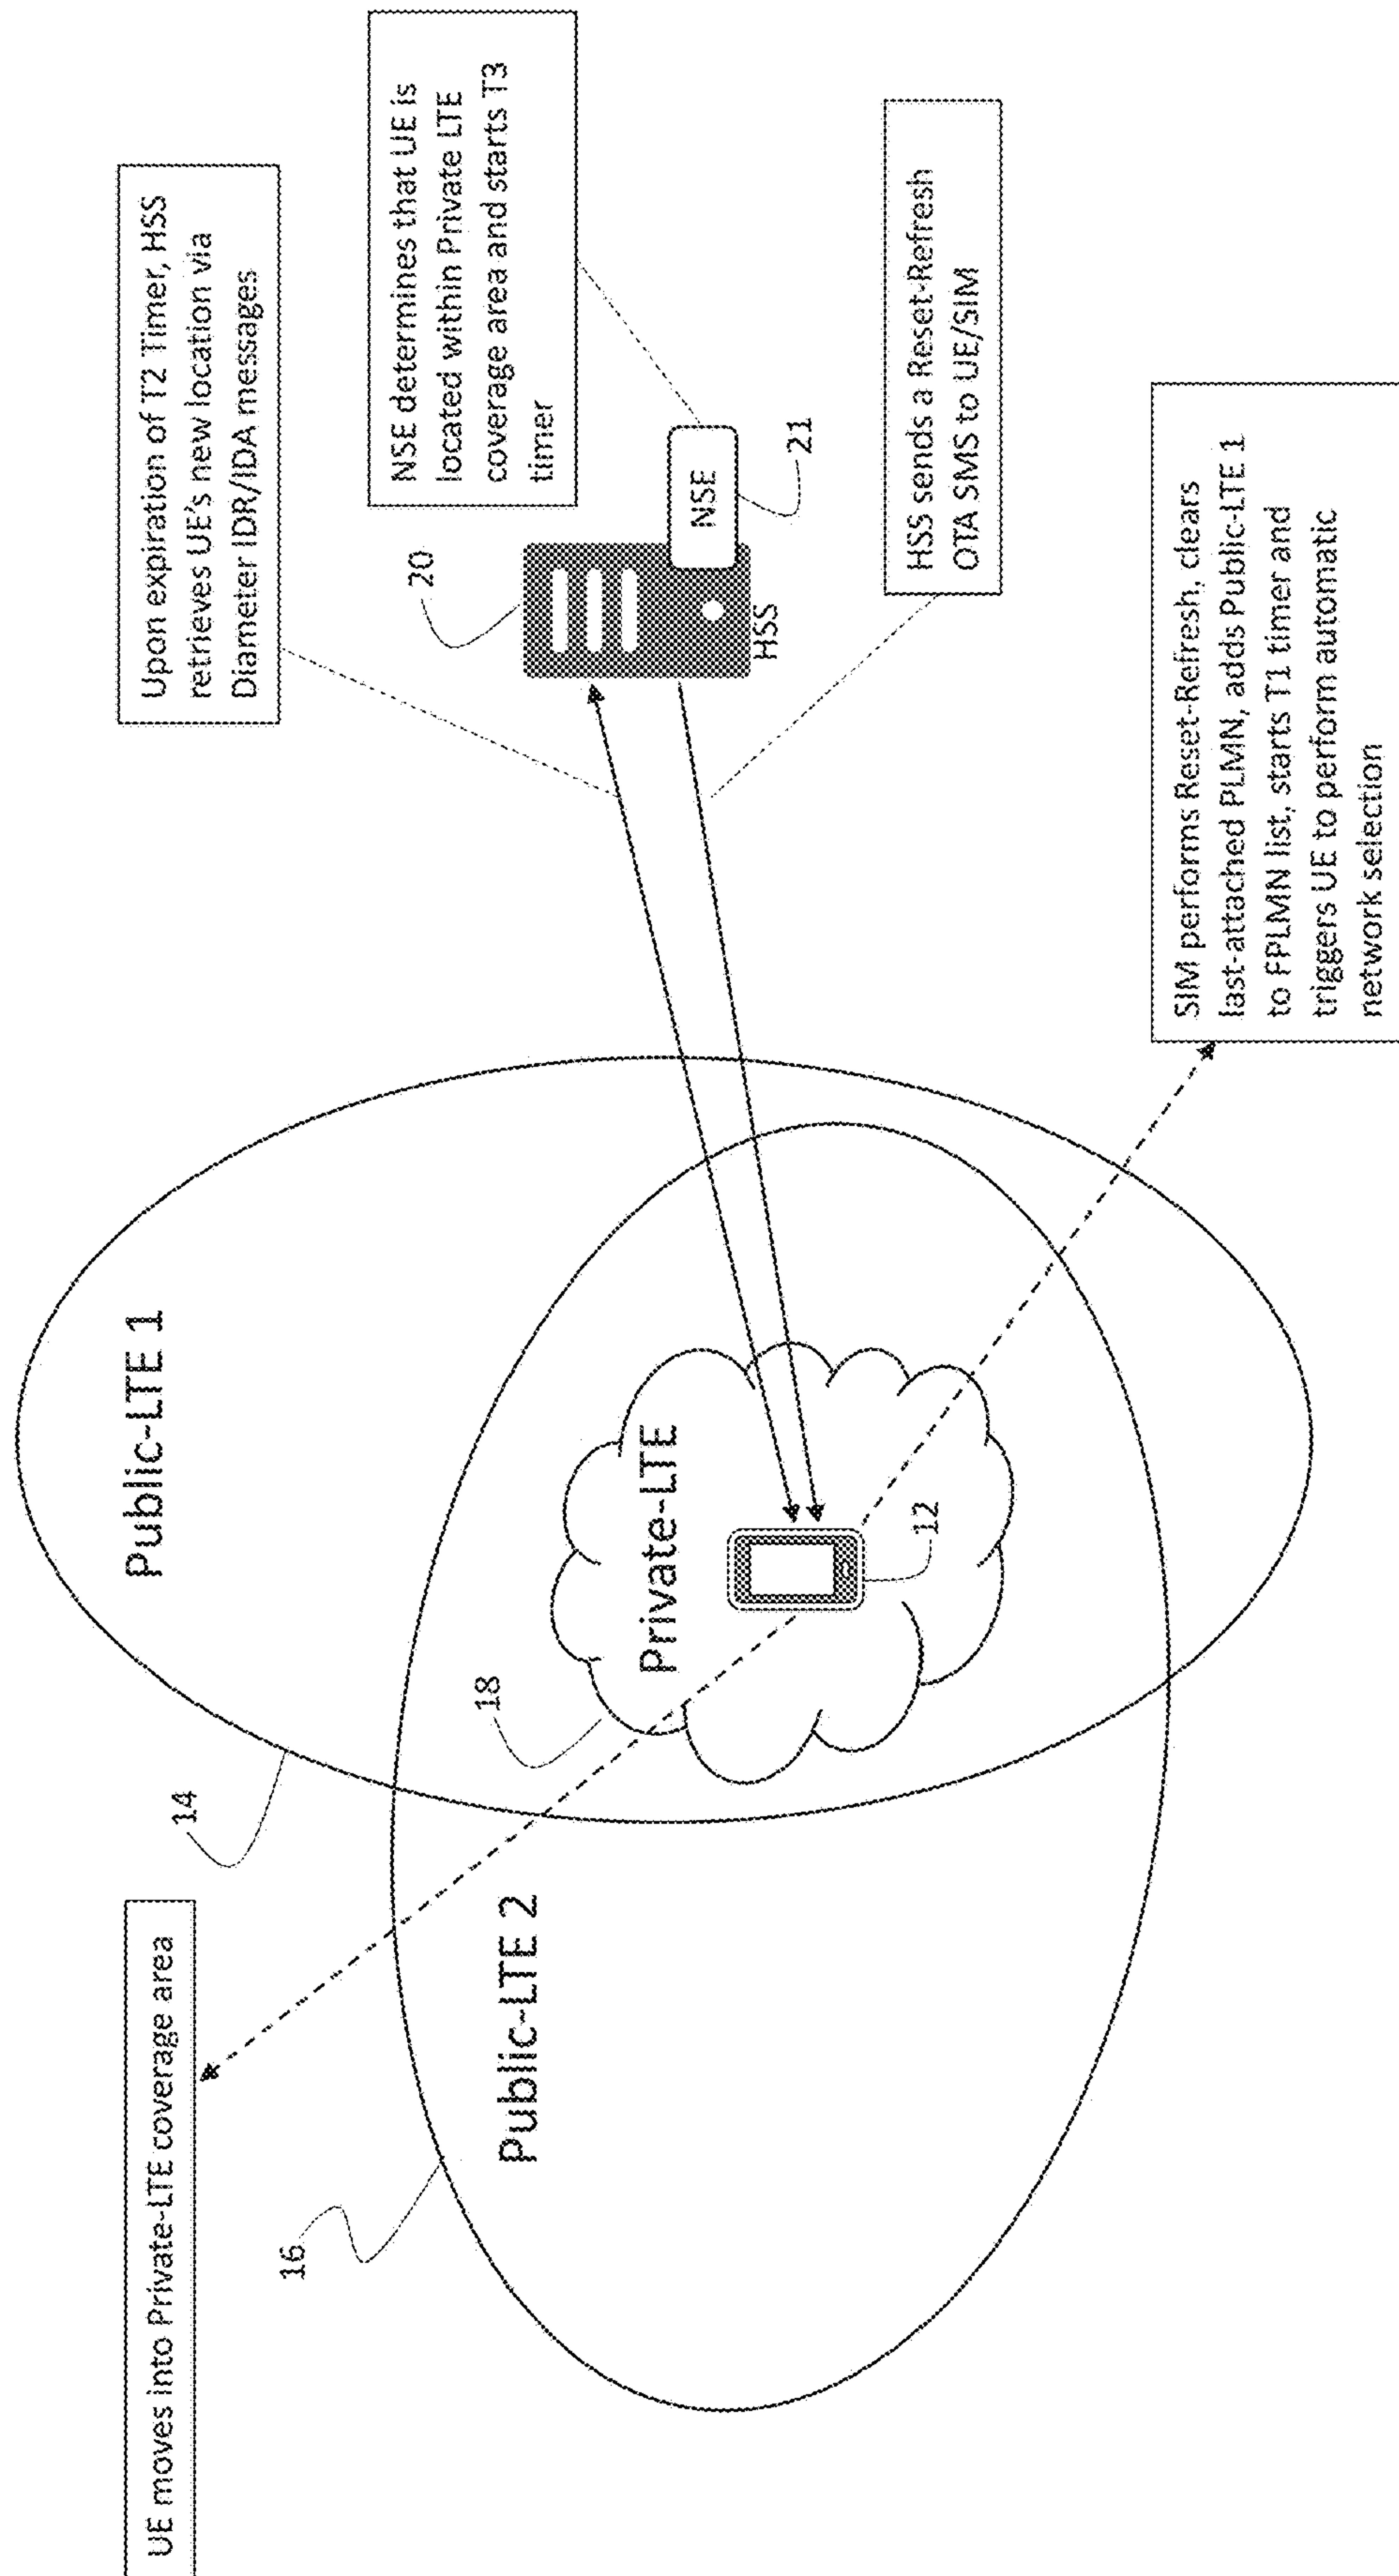 UE moves into Private-LTE coverage area
14
16
Public-LTE 1
Public-LTE 2
18
Private-LTE
12
Upon expiration of T2 Timer, HSS
retrieves UE's new location via
Diameter IDR/IDA messages
NSE determines that UE is
located within Private LTE
coverage area and starts T3
timer
20
NSE
21
HSS
HSS sends a Reset-Refresh
OTA SMS to UE/SIM
SIM performs Reset-Refresh, clears
last-attached PLMN, adds Public-LTE 1
to FPLMN list, starts T1 timer and
triggers UE to perform automatic
network selection